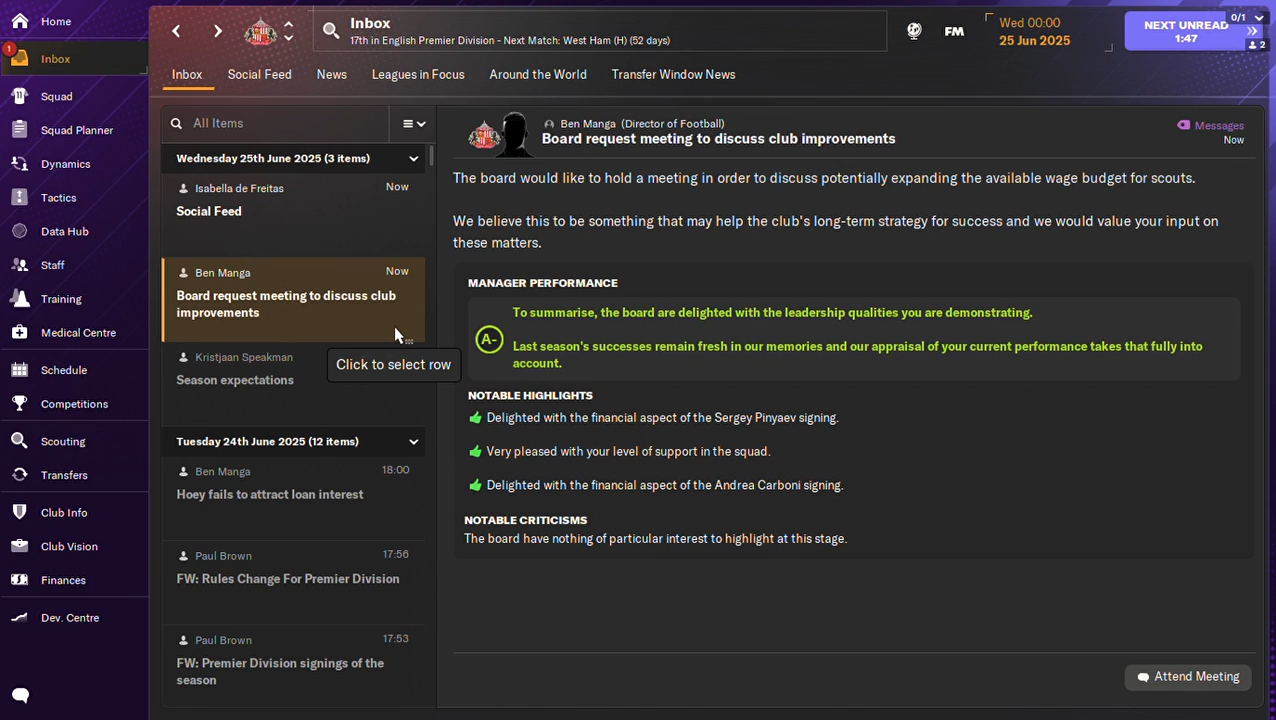 Home
1
Inbox
Squad
Squad Planner
Dynamics
Tactics
Data Hub
Staff
Training
Medical Centre
Schedule
Competitions
Scouting
Transfers
Club Info
Club Vision
Finances
Dev. Centre
Inbox
17th in English Premier Division - Next Match: West Ham (H) (52 days)
FM
Wed 00:00
25 Jun 2025
NEXT UNREAD
1:47
0/1
2
Inbox
Social Feed
News
Leagues in Focus
Around the World
Transfer Window News
All Items
Wednesday 25th June 2025 (3 items)
Isabella de Freitas
Now
Social Feed
Ben Manga
Now
Board request meeting to discuss club
improvements
Kristjaan Speakman
Season expectations
Click to select row
Tuesday 24th June 2025 (12 items)
Ben Manga
18:00
Hoey fails to attract loan interest
Paul Brown
17:56
FW: Rules Change For Premier Division
Paul Brown
17:53
FW: Premier Division signings of the
season
Ben Manga (Director of Football)
Board request meeting to discuss club improvements
Messages
Now
The board would like to hold a meeting in order to discuss potentially expanding the available wage budget for scouts.
We believe this to be something that may help the club's long-term strategy for success and we would value your input on
these matters.
MANAGER PERFORMANCE
A-
To summarise, the board are delighted with the leadership qualities you are demonstrating.
Last season's successes remain fresh in our memories and our appraisal of your current performance takes that fully into
account.
NOTABLE HIGHLIGHTS
Delighted with the financial aspect of the Sergey Pinyaev signing.
Very pleased with your level of support in the squad.
Delighted with the financial aspect of the Andrea Carboni signing.
NOTABLE CRITICISMS
The board have nothing of particular interest to highlight at this stage.
Attend Meeting